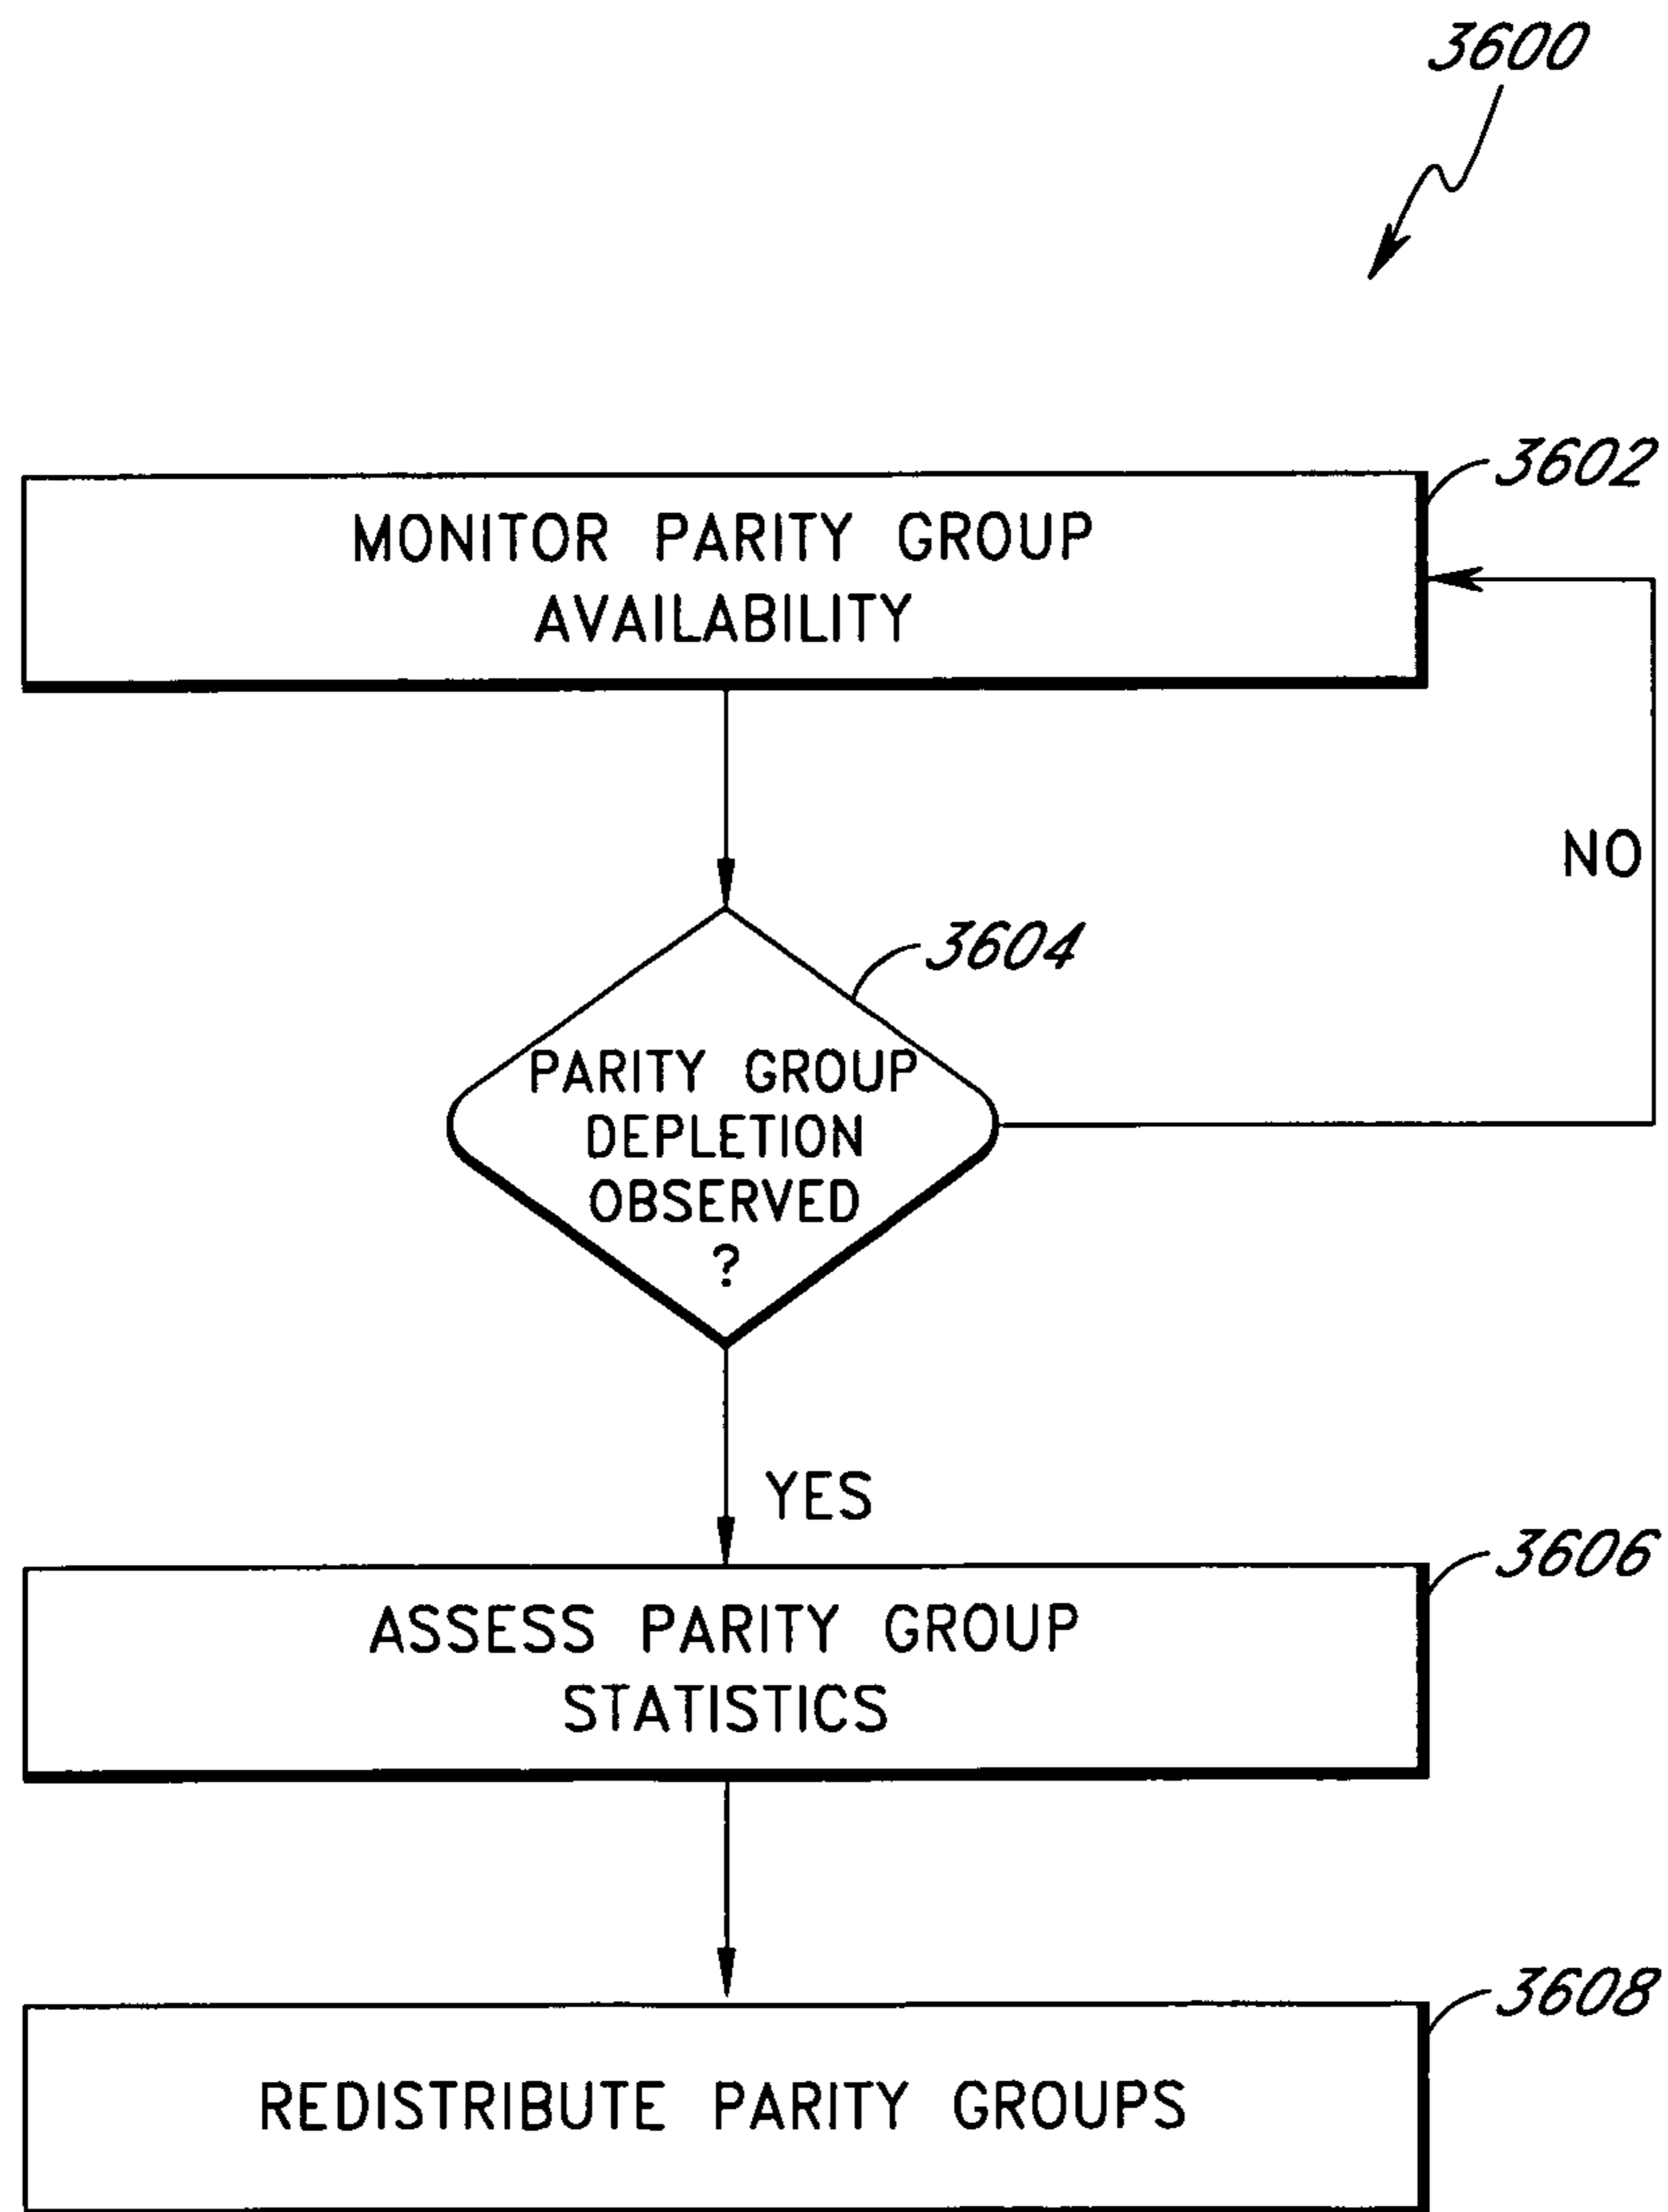 3600
3602
MONITOR PARITY GROUP
AVAILABILITY
NO
3604
PARITY GROUP
DEPLETION
OBSERVED
?
YES
3606
ASSESS PARITY GROUP
STATISTICS
3608
REDISTRIBUTE PARITY GROUPS